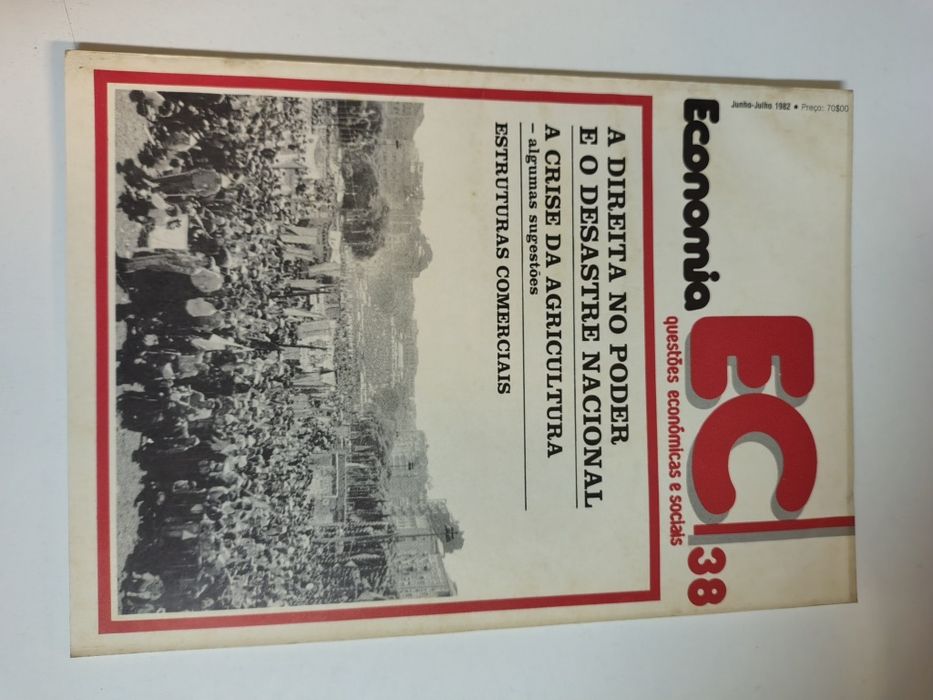 Junho-Julho 1982 • Preço: 70$00
Economia
EC 38
questões económicas e sociais
A DIREITA NO PODER
E O DESASTRE NACIONAL
A CRISE DA AGRICULTURA
– algumas sugestões
ESTRUTURAS COMERCIAIS